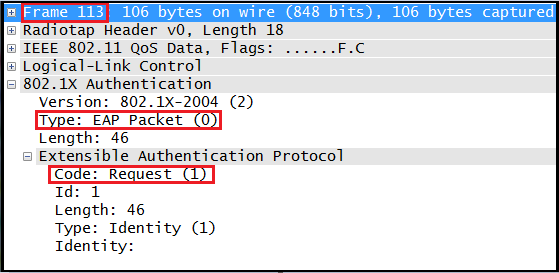 Frame 113: 106 bytes on wire (848 bits), 106 bytes captured
Radiotap Header v0, Length 18
IEEE 802.11 QoS Data, Flags: ......F.C
Logical-Link Control
802.1X Authentication
Version: 802.1X-2004 (2)
Type: EAP Packet (0)
Length: 46
Extensible Authentication Protocol
Code: Request (1)
Id: 1
Length: 46
Type: Identity (1)
Identity: